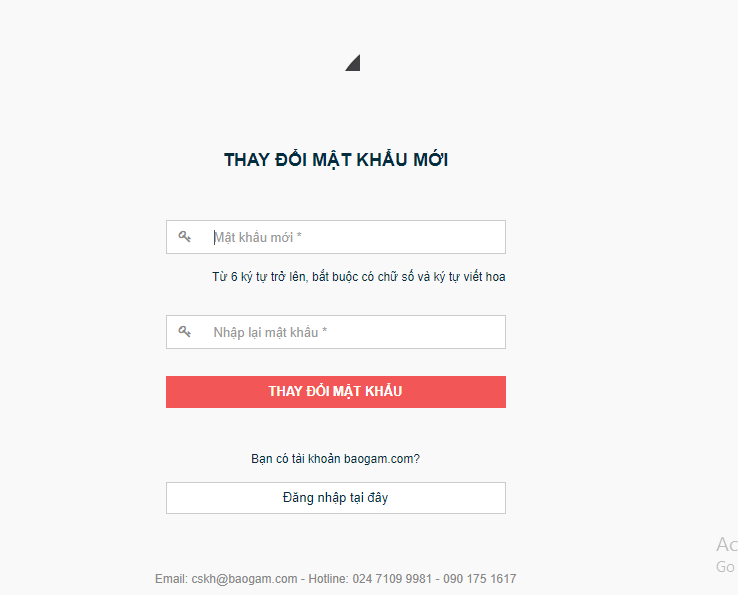 THAY ĐỔI MẬT KHẨU MỚI
Mật khẩu mới *
Từ 6 ký tự trở lên, bắt buộc có chữ số và ký tự viết hoa
Nhập lại mật khẩu *
THAY ĐỔI MẬT KHẨU
Bạn có tài khoản baogam.com?
Đăng nhập tại đây
Ac
Go
Email: cskh@baogam.com - Hotline: 024 7109 9981 - 090 175 1617